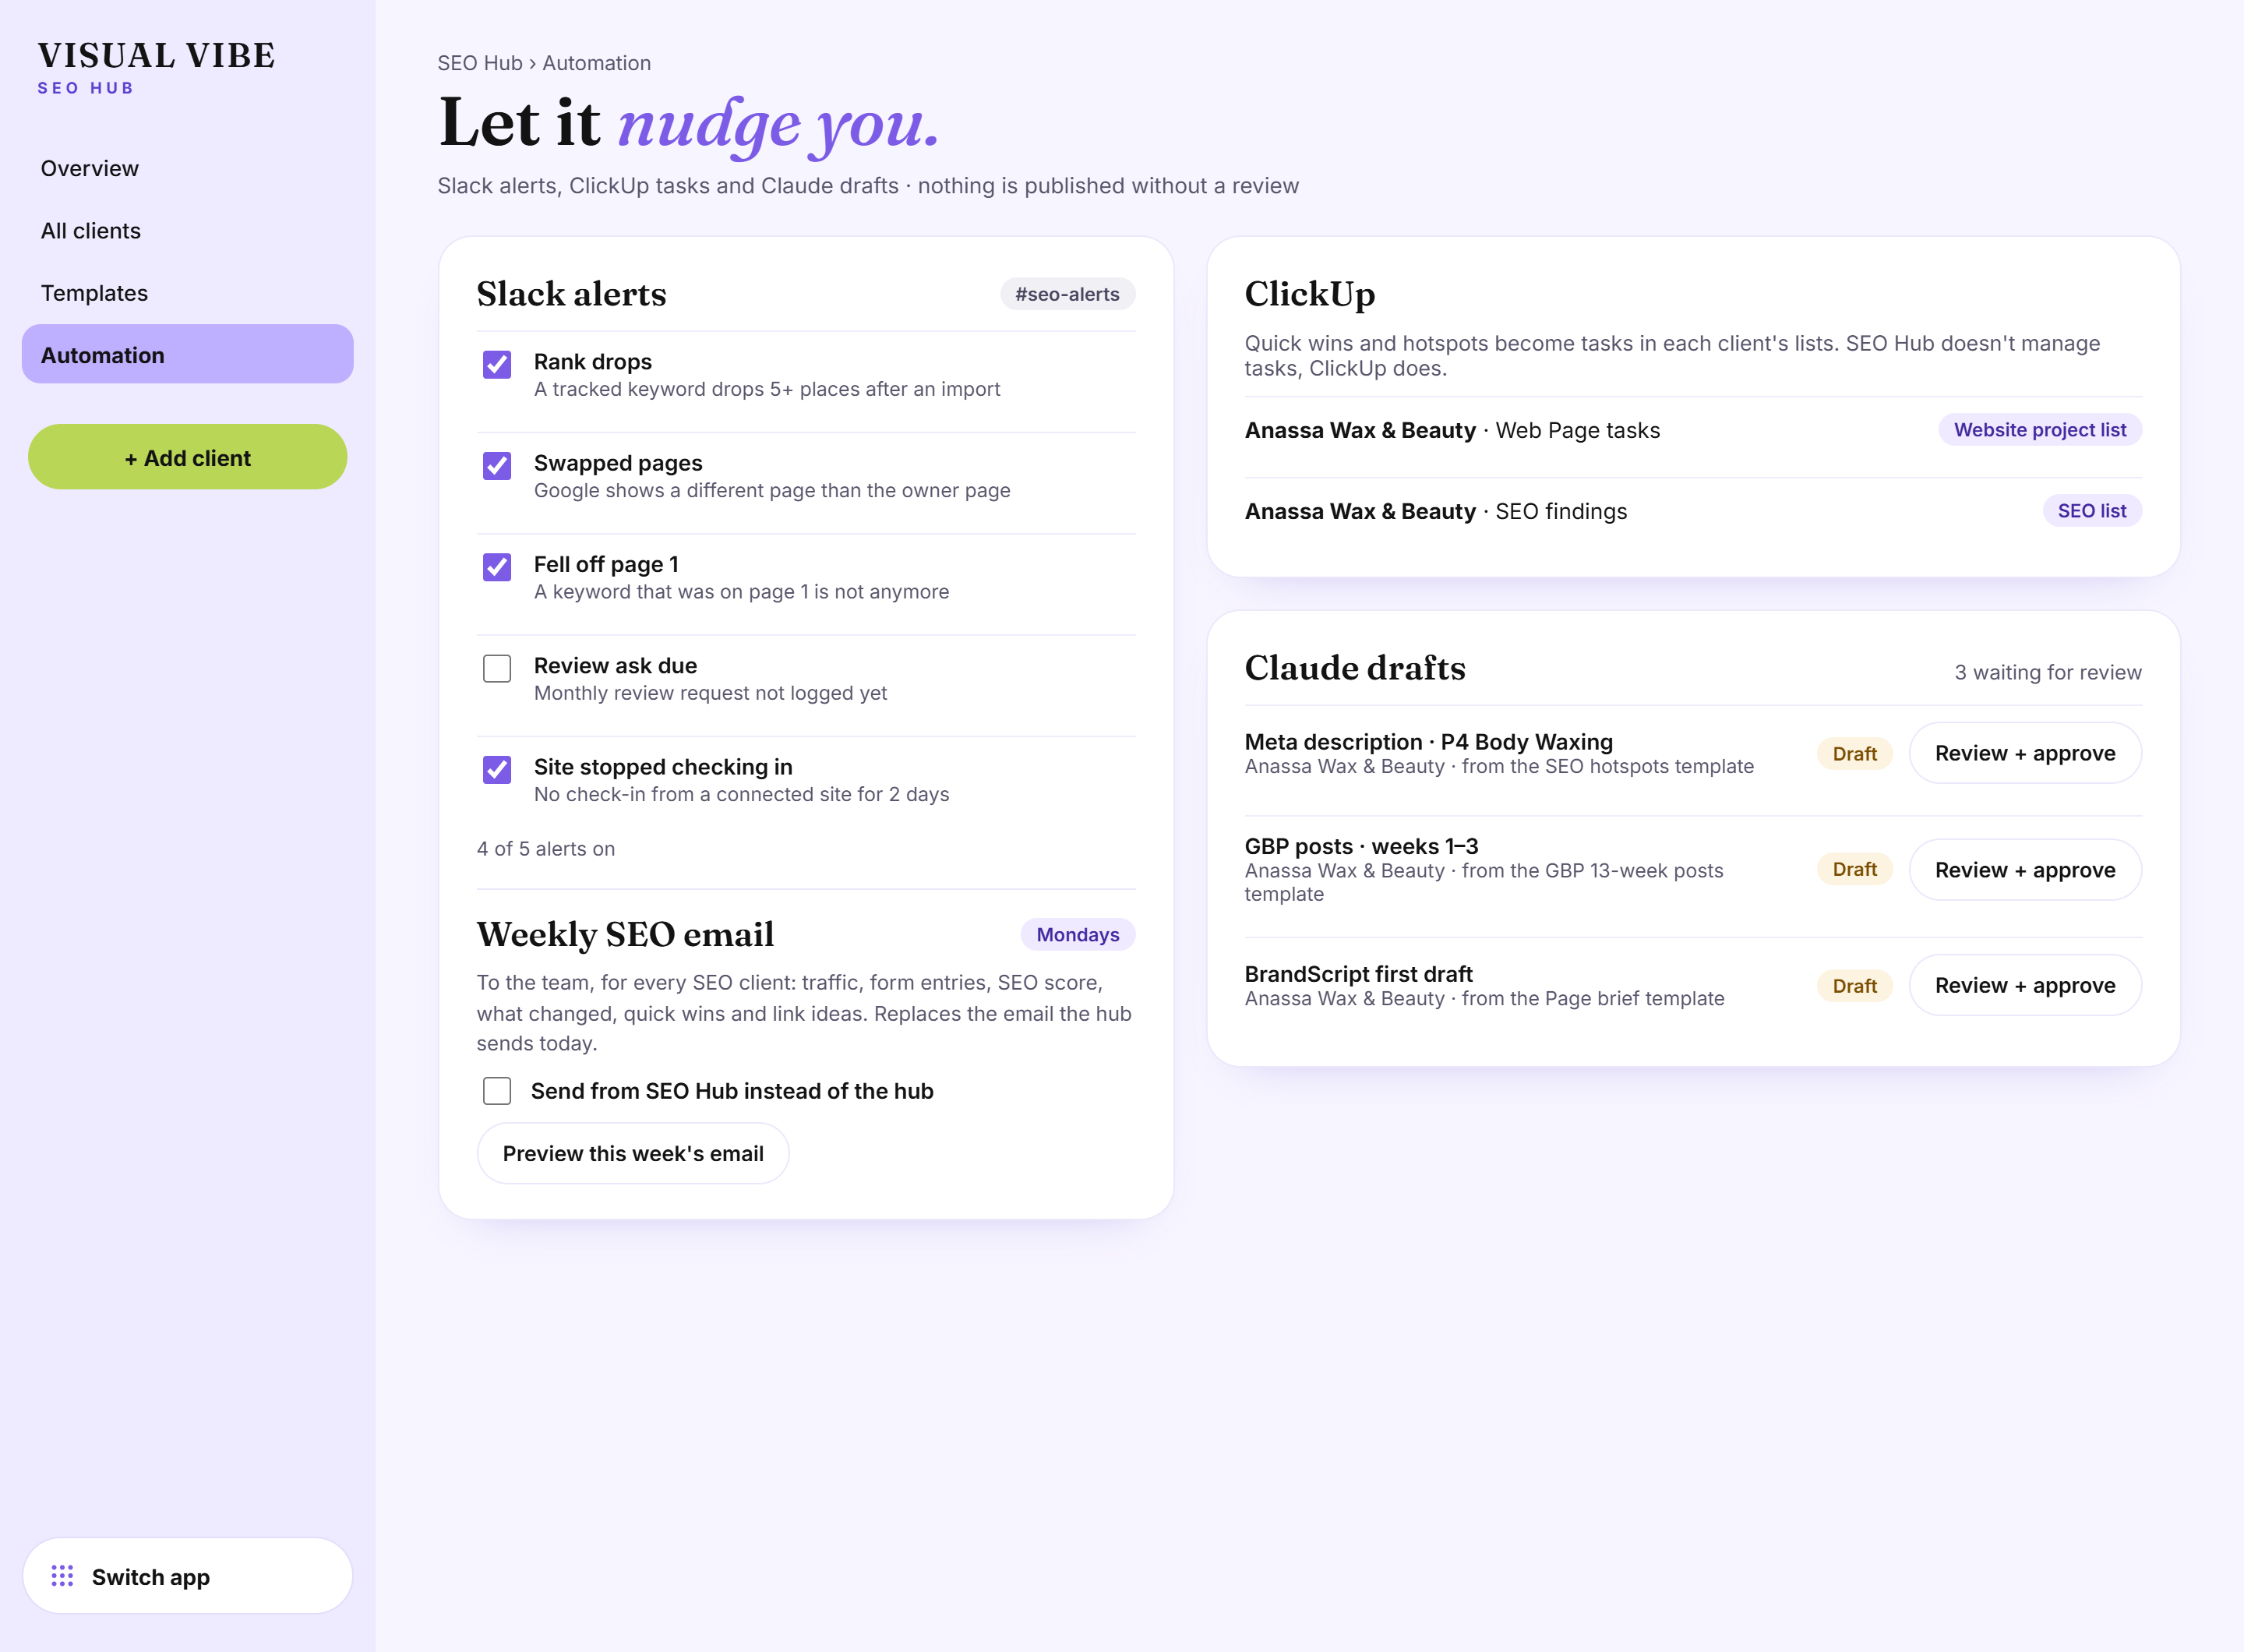 VISUAL VIBE
SEO HUB
Overview
All clients
Templates
Automation
+ Add client
Switch app
SEO Hub › Automation
Let it nudge you.
Slack alerts, ClickUp tasks and Claude drafts · nothing is published without a review
Slack alerts
#seo-alerts
Rank drops
A tracked keyword drops 5+ places after an import
Swapped pages
Google shows a different page than the owner page
Fell off page 1
A keyword that was on page 1 is not anymore
Review ask due
Monthly review request not logged yet
Site stopped checking in
No check-in from a connected site for 2 days
4 of 5 alerts on
Weekly SEO email
Mondays
To the team, for every SEO client: traffic, form entries, SEO score,
what changed, quick wins and link ideas. Replaces the email the hub
sends today.
Send from SEO Hub instead of the hub
Preview this week's email
ClickUp
Quick wins and hotspots become tasks in each client's lists. SEO Hub doesn't manage
tasks, ClickUp does.
Anassa Wax & Beauty · Web Page tasks
Website project list
Anassa Wax & Beauty · SEO findings
SEO list
Claude drafts
3 waiting for review
Meta description · P4 Body Waxing
Anassa Wax & Beauty · from the SEO hotspots template
Draft
Review + approve
GBP posts · weeks 1–3
Anassa Wax & Beauty · from the GBP 13-week posts
template
Draft
Review + approve
BrandScript first draft
Anassa Wax & Beauty · from the Page brief template
Draft
Review + approve